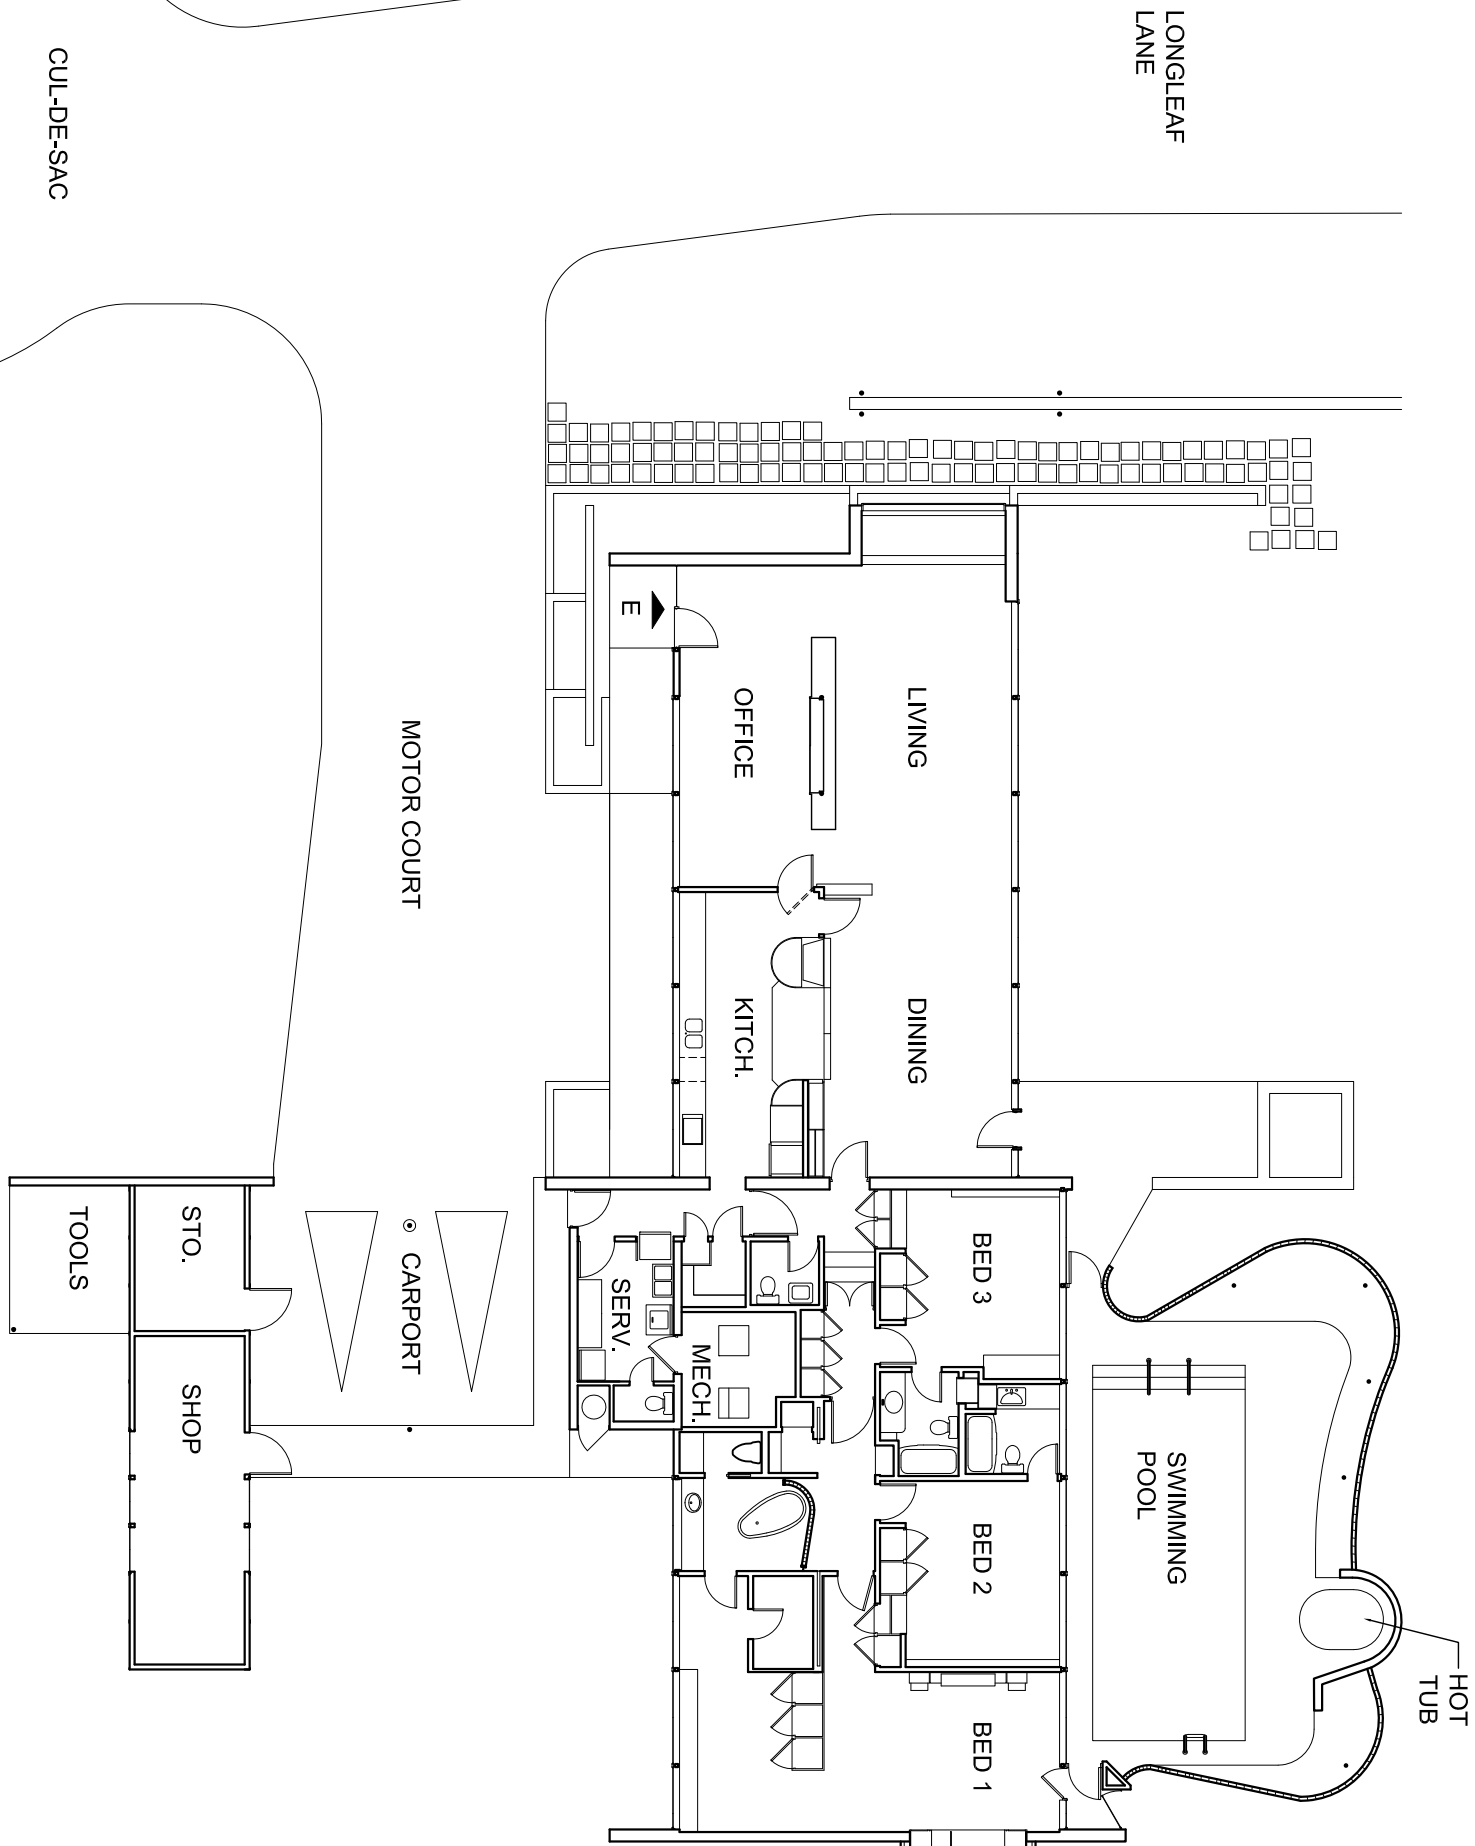 LONGLEAF
LANE
CUL-DE-SAC
E
LIVING
OFFICE
MOTOR COURT
DINING
KITCH.
BED 3
SERV.
MECH.
STO.
TOOLS
CARPORT
SHOP
SWIMMING
POOL
BED 2
HOT
TUB
BED 1